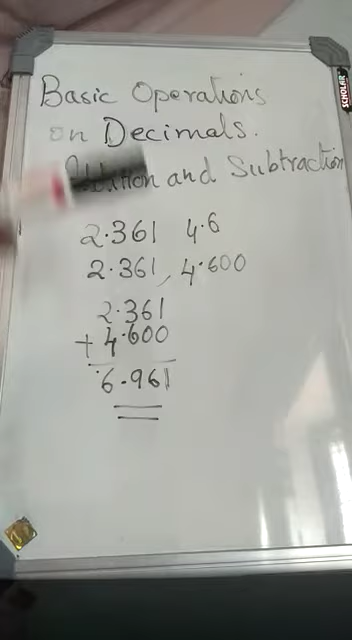 Basic Operations
on Decimals.
and Subtraction
2.361 4.6
2.361, 4.600
2.361
+ 4.600
6.961
SCHOLAR